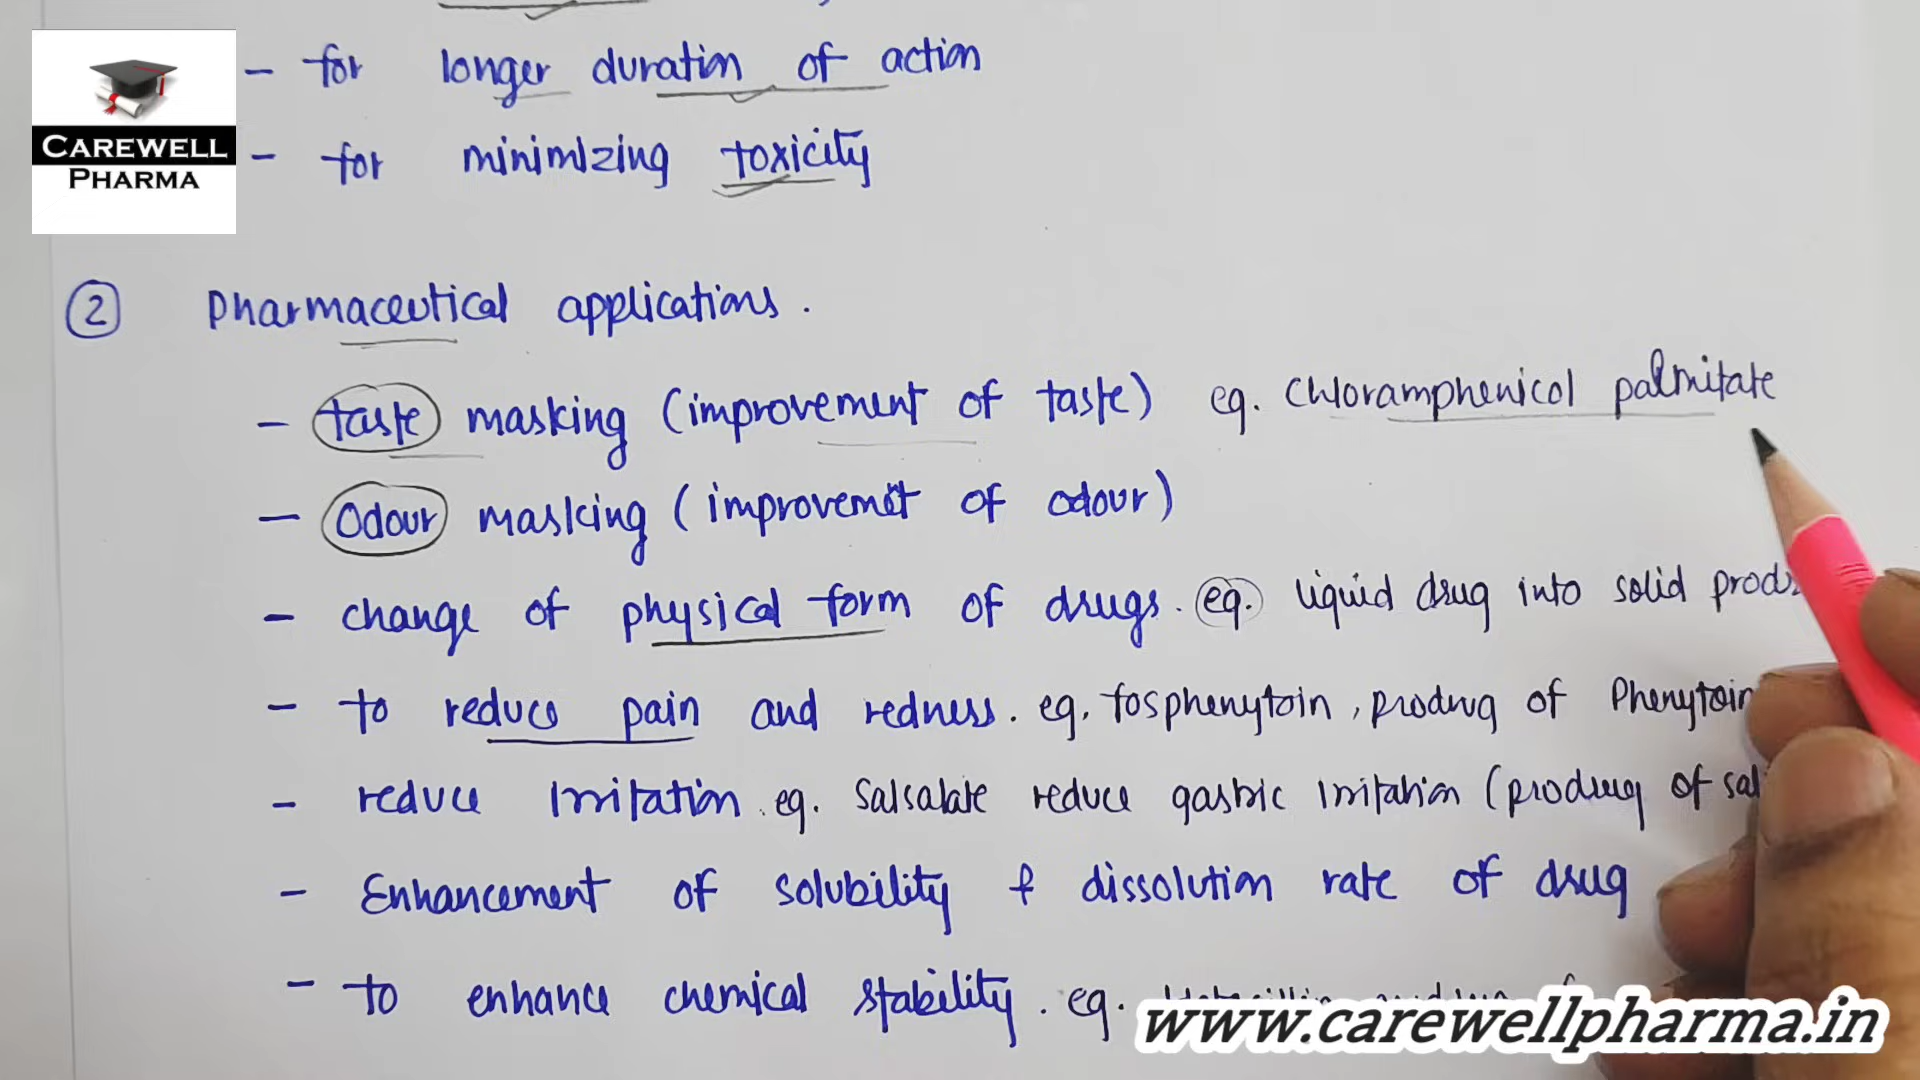 - for longer duration of action
CAREWELL
PHARMA
- for minimizing toxicity
② Pharmaceutical applications.
- taste masking (improvement of taste) eg. Chloramphenicol palmitate
- Odour masking (improvemnt of odour)
- change of physical form of drugs. eg. liquid drug into solid
- to reduce pain and redness. eg. fosphenytoin, prodrug of Phenytoin
- reduce irritation. eg. Salsalate reduce gastric irritation (prodrug of
- Enhancement of solubility & dissolution rate of drug
- to enhance chemical stability. eg.
www.carewellpharma.in